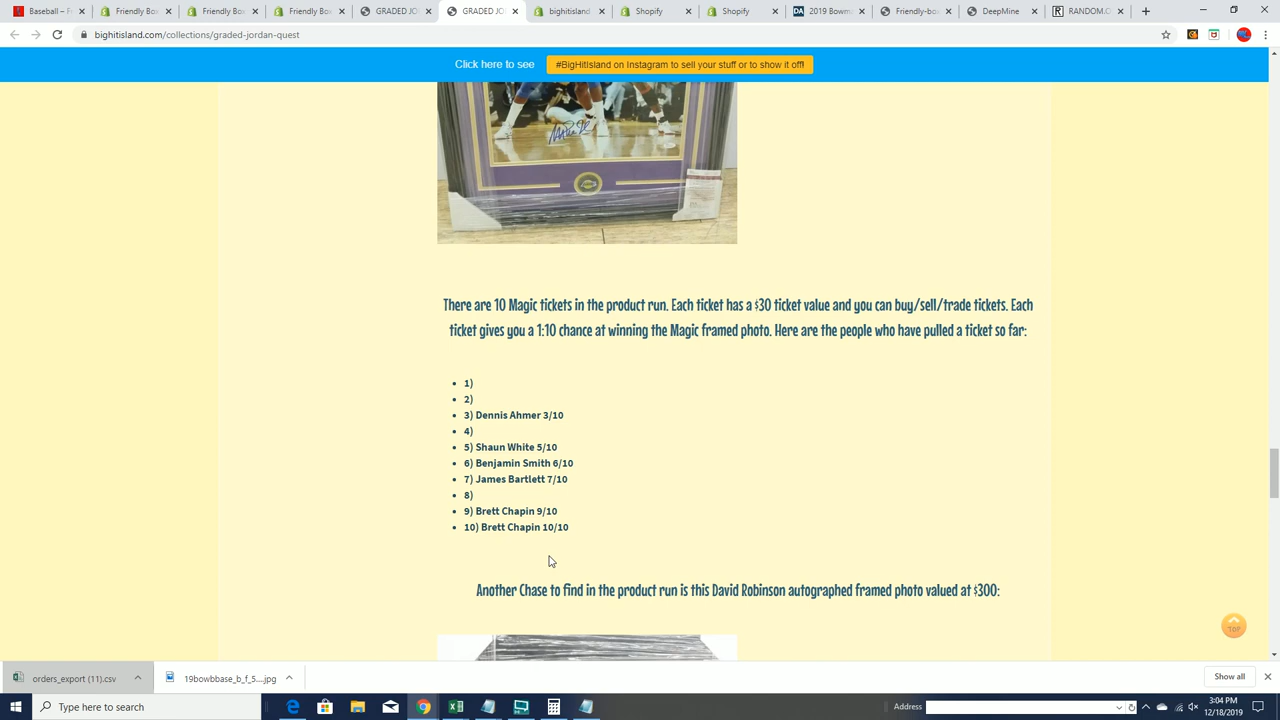 Baseball - F
Friendly Box
Friendly Box
Friendly Box
GRADED JO
GRADED JO
bighitisland
Shopify
Shopify
2019 Bowm
Friendly-bo
DeepMine
RANDOM.O
bighitisland.com/collections/graded-jordan-quest
Click here to see #BigHitIsland on Instagram to sell your stuff or to show it off!
There are 10 Magic tickets in the product run. Each ticket has a $30 ticket value and you can buy/sell/trade tickets. Each
ticket gives you a 1:10 chance at winning the Magic framed photo. Here are the people who have pulled a ticket so far:
1)
2)
3) Dennis Ahmer 3/10
4)
5) Shaun White 5/10
6) Benjamin Smith 6/10
7) James Bartlett 7/10
8)
9) Brett Chapin 9/10
10) Brett Chapin 10/10
Another Chase to find in the product run is this David Robinson autographed framed photo valued at $300:
TOP
orders_export (11).csv
19bowbbase_b_f_5....jpg
Show all
Type here to search
Address
3:04 PM
12/18/2019